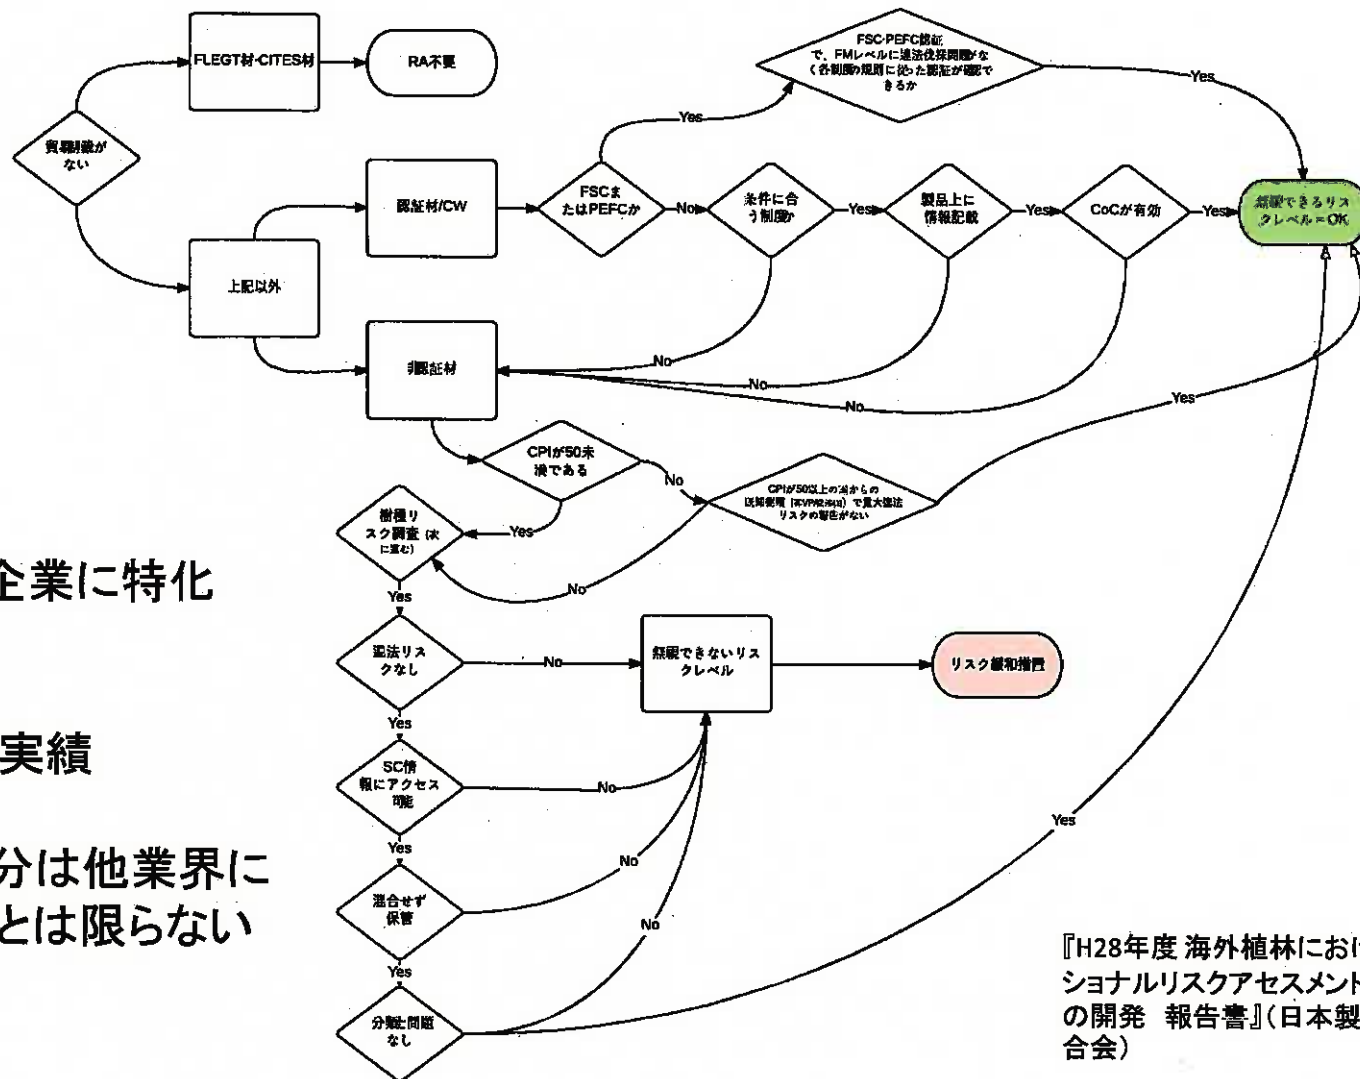 FLEGT材・CITES材
RA不要
FSC・PEFC認証
で、FMレベルに違法伐採問題がな
く各制度の規則に従った認証が確認で
きるか
Yes
貿易制裁が
ない
認証材/CW
FSCま
たはPEFCか
Yes
No
条件に合
う制度か
Yes
製品上に
情報記載
Yes
CoCが有効
Yes
無視できるリス
クレベル=OK
上記以外
非認証材
No
No
No
Yes
CPIが50未
満である
No
Yes
CPIが50以上の国からの
リスクの報告がない
No
樹種リ
スク調査 (次
に進む)
Yes
企業に特化
違法リス
クなし
No
無視できないリス
クレベル
リスク緩和措置
Yes
実績
SC情
報にアクセス
可能
No
Yes
分は他業界に
とは限らない
混合せず
保管
No
Yes
分類と問題
なし
No
Yes
『H28年度 海外植林におけ
ショナルリスクアセスメント
の開発 報告書』(日本製
合会)